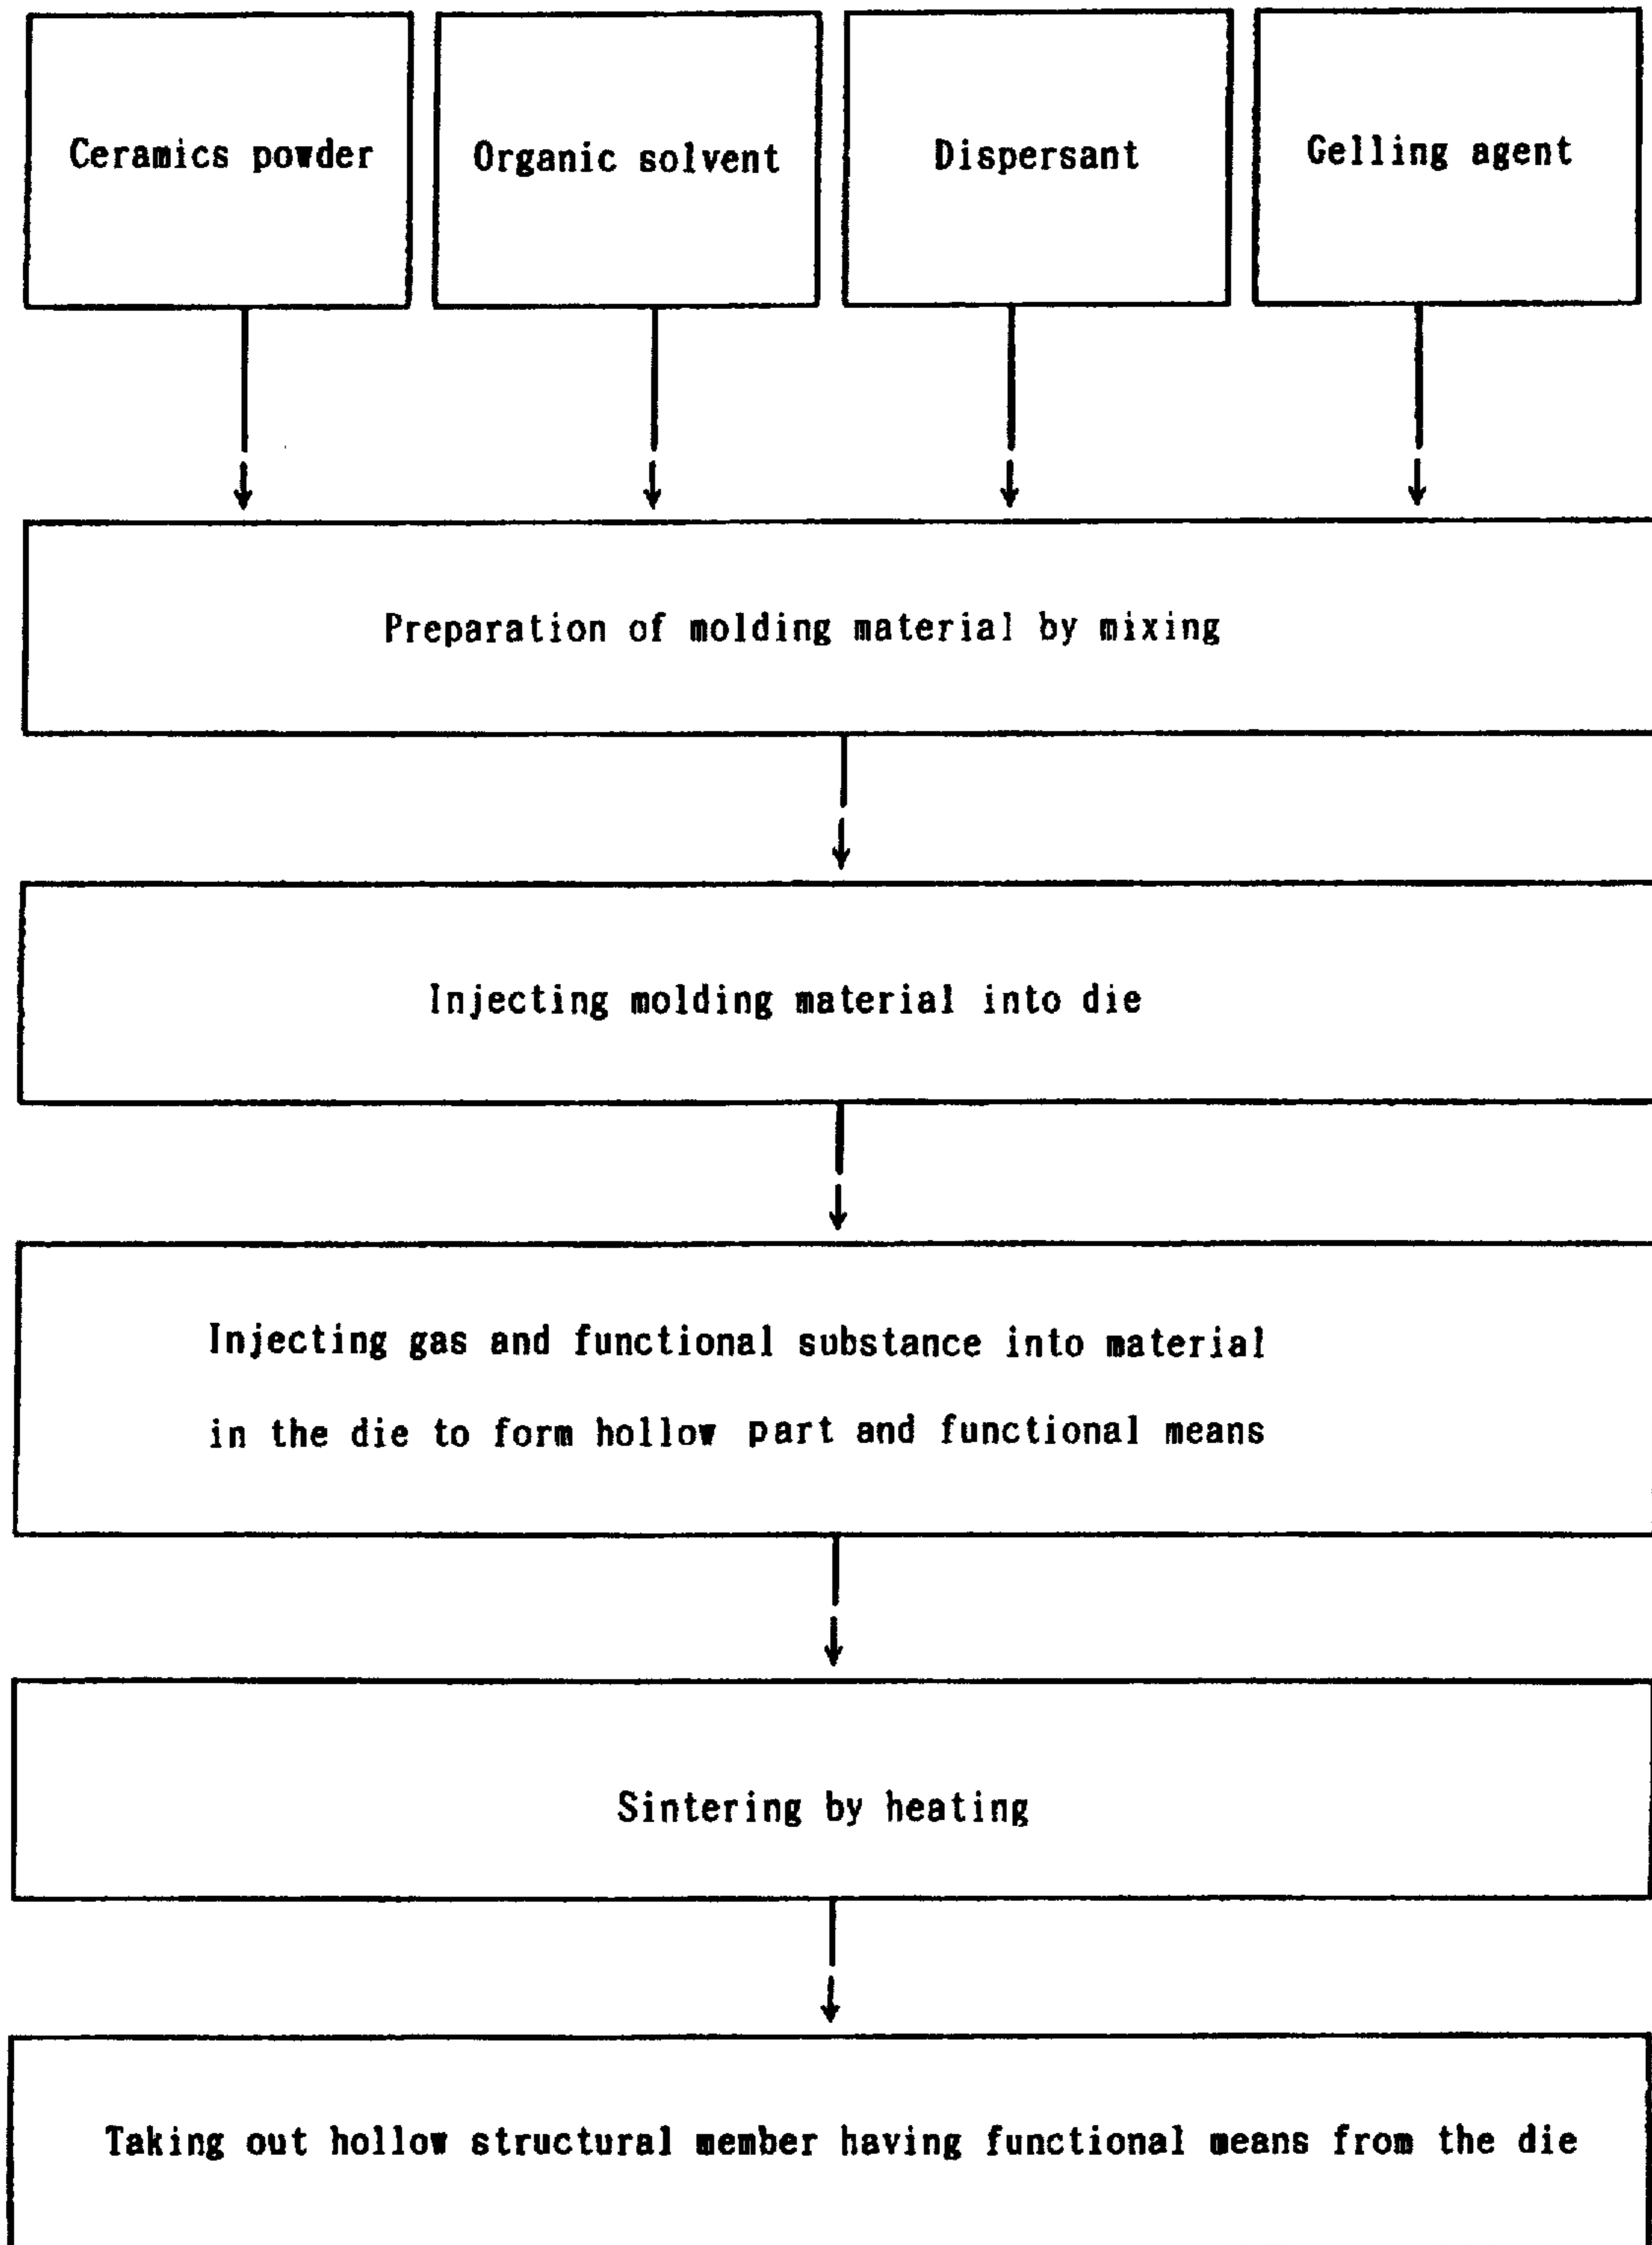 Ceramics powder
Organic solvent
Dispersant
Gelling agent
Preparation of molding material by mixing
Injecting molding material into die
Injecting gas and functional substance into material
in the die to form hollow part and functional means
Sintering by heating
Taking out hollow structural member having functional means from the die